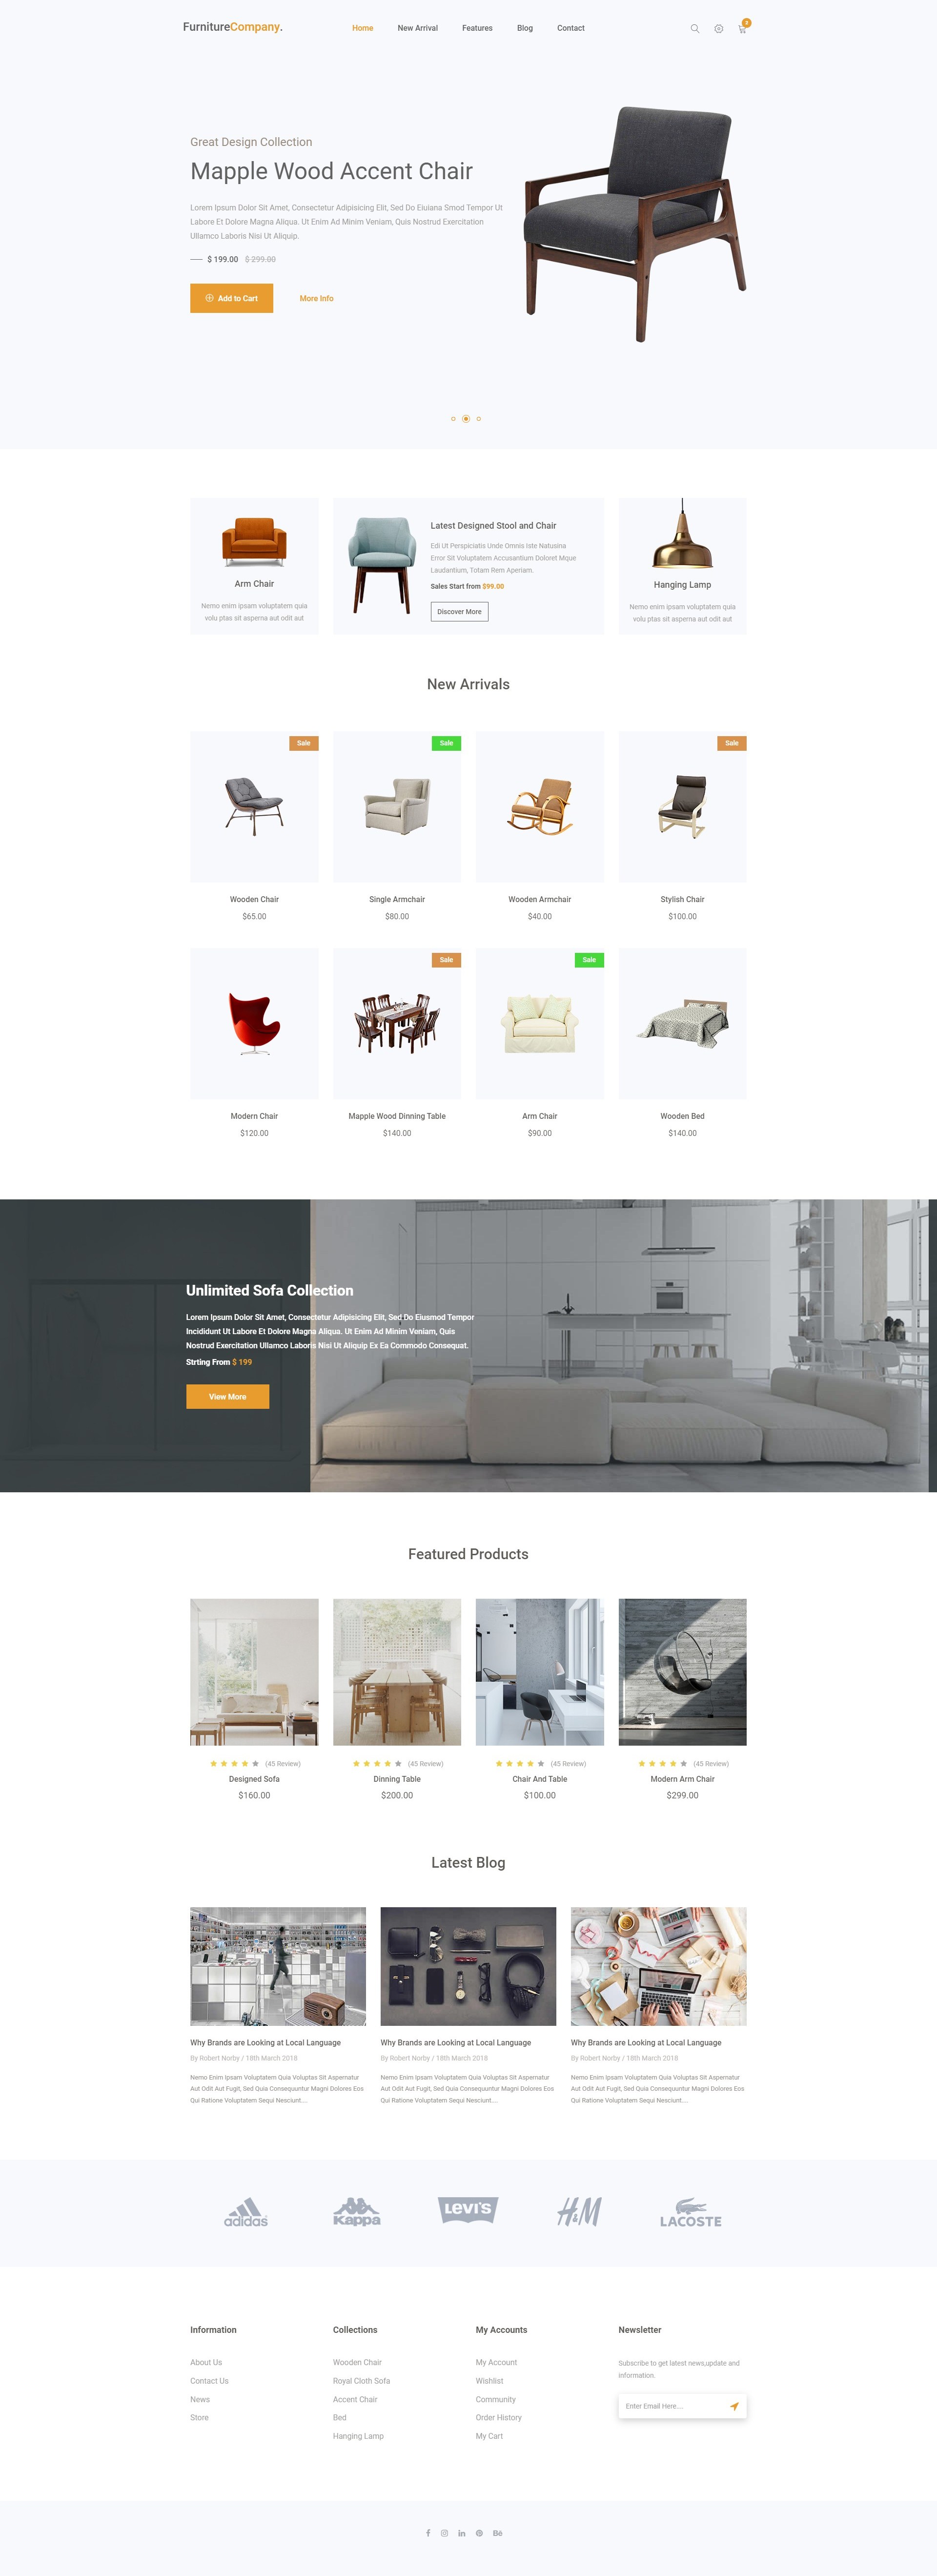 FurnitureCompany.
Home New Arrival Features Blog Contact
Great Design Collection
Mapple Wood Accent Chair
Lorem Ipsum Dolor Sit Amet, Consectetur Adipisicing Elit, Sed Do Eiuiana Smod Tempor Ut
Labore Et Dolore Magna Aliqua. Ut Enim Ad Minim Veniam, Quis Nostrud Exercitation
Ullamco Laboris Nisi Ut Aliquip.
$ 199.00 $ 299.00
Add to Cart More Info
Arm Chair
Nemo enim ipsam voluptatem quia
volu ptas sit asperna aut odit aut
Latest Designed Stool and Chair
Edi Ut Perspiciatis Unde Omnis Iste Natusina
Error Sit Voluptatem Accusantium Doloret Mque
Laudantium, Totam Rem Aperiam.
Sales Start from $99.00
Discover More
Hanging Lamp
Nemo enim ipsam voluptatem quia
volu ptas sit asperna aut odit aut
New Arrivals
Sale Sale Sale
Wooden Chair Single Armchair Wooden Armchair Stylish Chair
$65.00 $80.00 $40.00 $100.00
Sale Sale
Modern Chair Mapple Wood Dinning Table Arm Chair Wooden Bed
$120.00 $140.00 $90.00 $140.00
Unlimited Sofa Collection
Lorem Ipsum Dolor Sit Amet, Consectetur Adipisicing Elit, Sed Do Eiusmod Tempor
Incididunt Ut Labore Et Dolore Magna Aliqua. Ut Enim Ad Minim Veniam, Quis
Nostrud Exercitation Ullamco Laboris Nisi Ut Aliquip Ex Ea Commodo Consequat.
Strting From $ 199
View More
Featured Products
(45 Review) (45 Review) (45 Review) (45 Review)
Designed Sofa Dinning Table Chair And Table Modern Arm Chair
$160.00 $200.00 $100.00 $299.00
Latest Blog
Why Brands are Looking at Local Language
By Robert Norby / 18th March 2018
Nemo Enim Ipsam Voluptatem Quia Voluptas Sit Aspernatur
Aut Odit Aut Fugit, Sed Quia Consequuntur Magni Dolores Eos
Qui Ratione Voluptatem Sequi Nesciunt....
Why Brands are Looking at Local Language
By Robert Norby / 18th March 2018
Nemo Enim Ipsam Voluptatem Quia Voluptas Sit Aspernatur
Aut Odit Aut Fugit, Sed Quia Consequuntur Magni Dolores Eos
Qui Ratione Voluptatem Sequi Nesciunt....
Why Brands are Looking at Local Language
By Robert Norby / 18th March 2018
Nemo Enim Ipsam Voluptatem Quia Voluptas Sit Aspernatur
Aut Odit Aut Fugit, Sed Quia Consequuntur Magni Dolores Eos
Qui Ratione Voluptatem Sequi Nesciunt....
adidas Kappa LEVI'S H&M LACOSTE
Information
About Us
Contact Us
News
Store
Collections
Wooden Chair
Royal Cloth Sofa
Accent Chair
Bed
Hanging Lamp
My Accounts
My Account
Wishlist
Community
Order History
My Cart
Newsletter
Subscribe to get latest news,update and
information.
Enter Email Here....